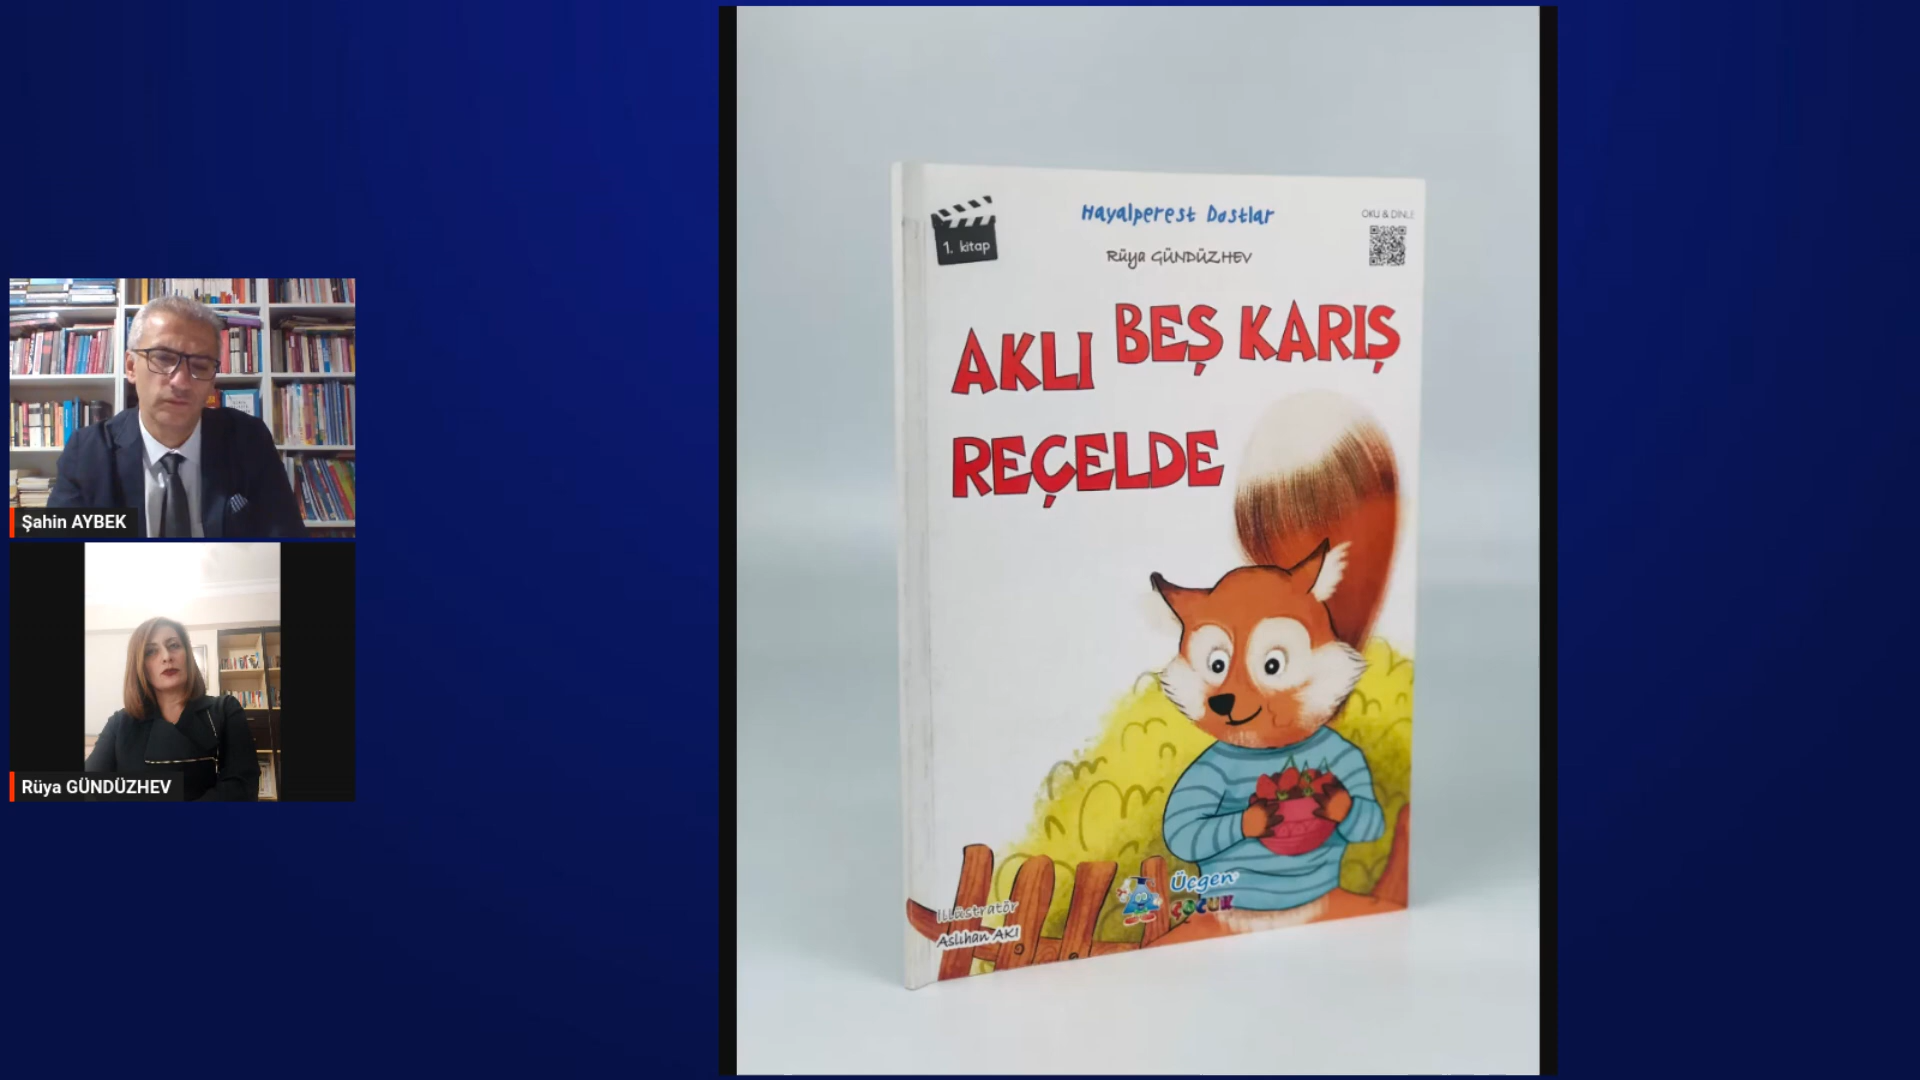 Şahin AYBEK
Rüya GÜNDÜZHEV
1. kitap
Hayalperest Dostlar
OKU & DİNLE
Rüya GÜNDÜZHEV
AKLI BEŞ KARIŞ
REÇELDE
Üçgen
ÇOCUK
İllüstratör
Aslıhan AKI